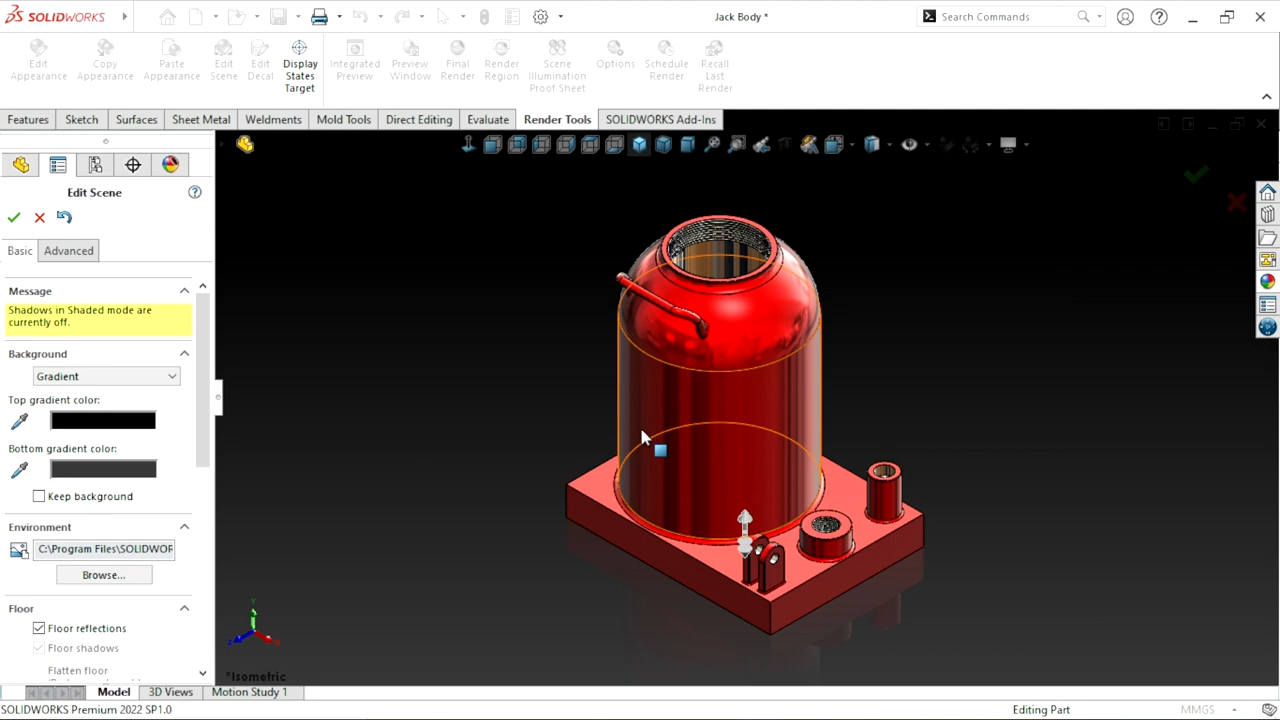 SOLIDWORKS
Jack Body *
Search Commands
Edit Appearance
Copy Appearance
Paste Appearance
Edit Scene
Edit Decal
Display States Target
Integrated Preview
Preview Window
Final Render
Render Region
Scene Illumination Proof Sheet
Options
Schedule Render
Recall Last Render
Features
Sketch
Surfaces
Sheet Metal
Weldments
Mold Tools
Direct Editing
Evaluate
Render Tools
SOLIDWORKS Add-Ins
Edit Scene
Basic
Advanced
Message
Shadows in Shaded mode are
currently off.
Background
Gradient
Top gradient color:
Bottom gradient color:
Keep background
Environment
C:\Program Files\SOLIDWOR
Browse...
Floor
Floor reflections
Floor shadows
Flatten floor
*Isometric
Model
3D Views
Motion Study 1
SOLIDWORKS Premium 2022 SP1.0
Editing Part
MMGS